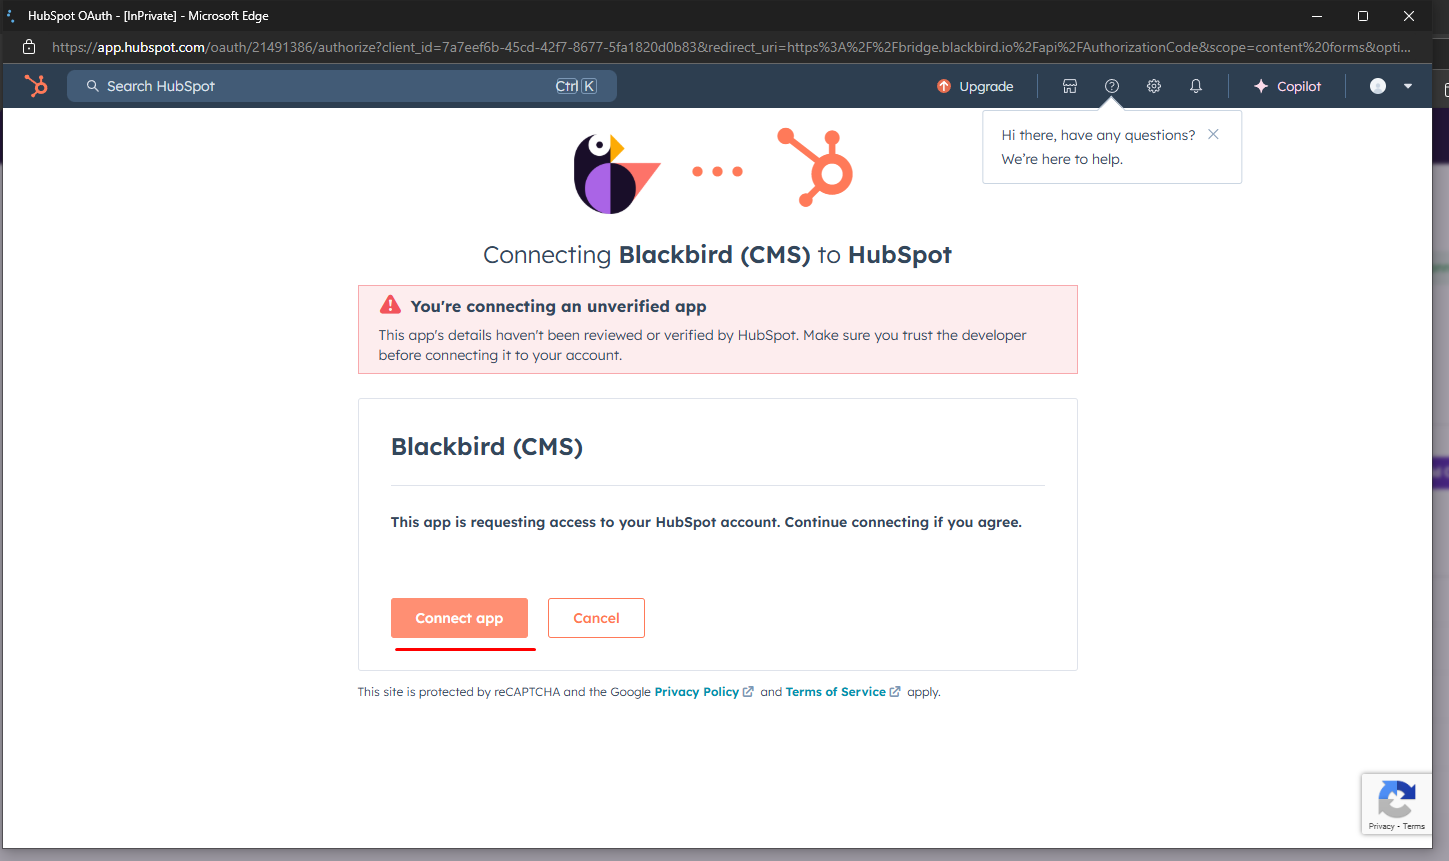 HubSpot OAuth - [InPrivate] - Microsoft Edge
https://app.hubspot.com/oauth/21491386/authorize?client_id=7a7eef6b-45cd-42f7-8677-5fa1820d0b83&redirect_uri=https%3A%2F%2Fbridge.blackbird.io%2Fapi%2FAuthorizationCode&scope=content%20forms&opti...
Search HubSpot Ctrl K Upgrade Copilot
Hi there, have any questions?
We're here to help.
Connecting Blackbird (CMS) to HubSpot
You're connecting an unverified app
This app's details haven't been reviewed or verified by HubSpot. Make sure you trust the developer
before connecting it to your account.
Blackbird (CMS)
This app is requesting access to your HubSpot account. Continue connecting if you agree.
Connect app Cancel
This site is protected by reCAPTCHA and the Google Privacy Policy and Terms of Service apply.
Privacy - Terms